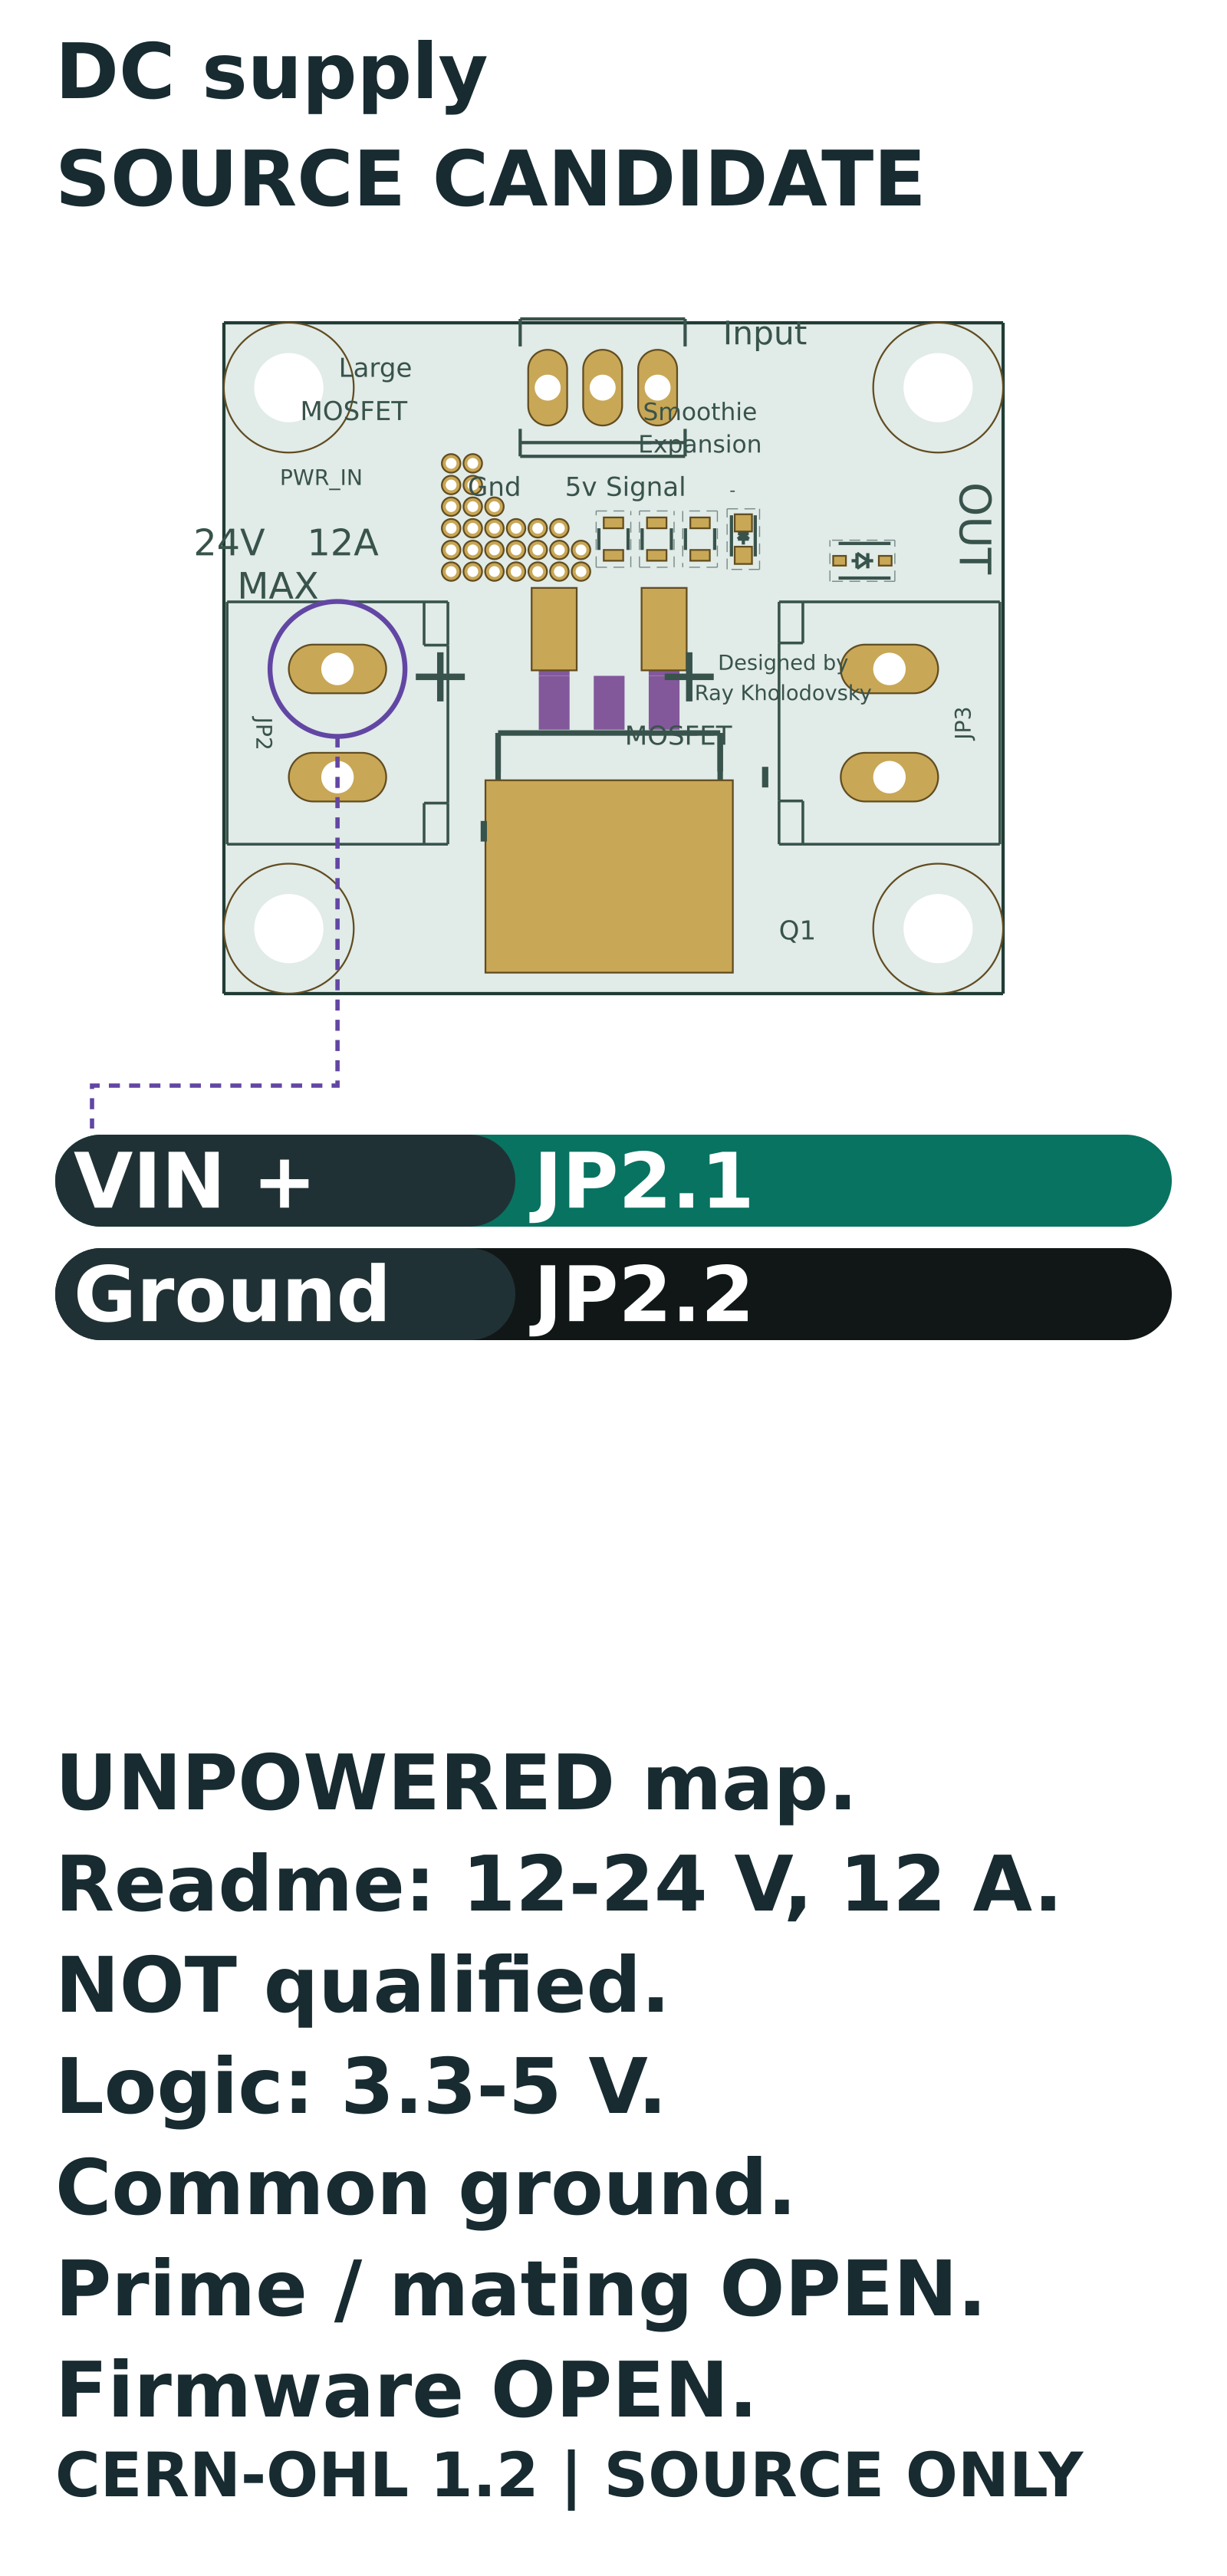 DC supply
SOURCE CANDIDATE
Input
Large
MOSFET
Smoothie
Expansion
PWR_IN
Gnd 5v Signal -
OUT
24V 12A
MAX
+ +
Designed by
Ray Kholodovsky
JP2
JP3
MOSFET
-
-
Q1
VIN + JP2.1
Ground JP2.2
UNPOWERED map.
Readme: 12-24 V, 12 A.
NOT qualified.
Logic: 3.3-5 V.
Common ground.
Prime / mating OPEN.
Firmware OPEN.
CERN-OHL 1.2 | SOURCE ONLY